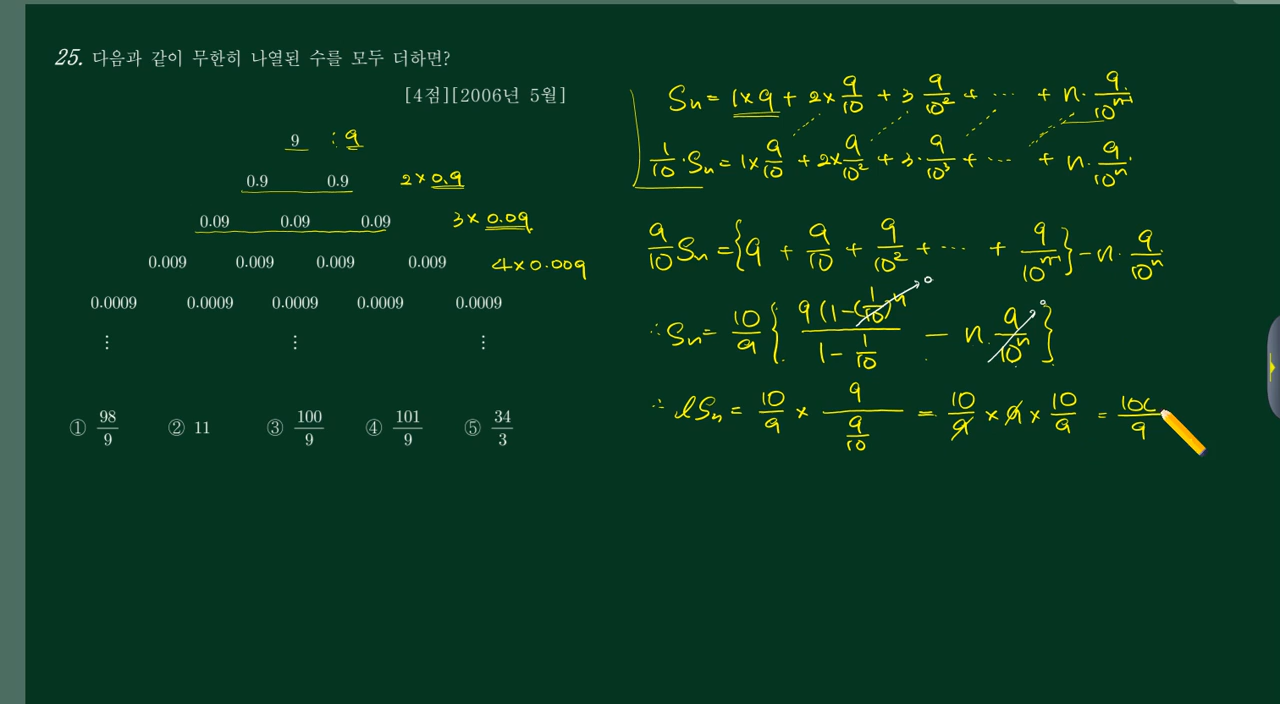 25. 다음과 같이 무한히 나열된 수를 모두 더하면?
[4점][2006년 5월]
9 : 9
0.9 0.9 2×0.9
0.09 0.09 0.09 3×0.09
0.009 0.009 0.009 0.009 4×0.009
0.0009 0.0009 0.0009 0.0009 0.0009
⋮ ⋮ ⋮
① 98/9 ② 11 ③ 100/9 ④ 101/9 ⑤ 34/3
Sn = 1×9 + 2×9/10 + 3 9/10² + ⋯ + n·9/10ⁿ⁻¹
1/10·Sn = 1×9/10 + 2×9/10² + 3·9/10³ + ⋯ + n·9/10ⁿ
9/10 Sn = {9 + 9/10 + 9/10² + ⋯ + 9/10ⁿ⁻¹} − n·9/10ⁿ
∴ Sn = 10/9 { 9(1−(1/10)ⁿ) / (1−1/10) − n·9/10ⁿ } 0 0
∴ lSn = 10/9 × 9/(9/10) = 10/9 × 9 × 10/9 = 100/9